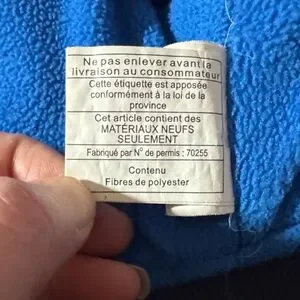 Ne pas enlever avant la
livraison au consommateur
Cette étiquette est apposée
conformément à la loi de la
province
Cet article contient des
MATÉRIAUX NEUFS
SEULEMENT
Fabriqué par N° de permis : 70255
Contenu
Fibres de polyester